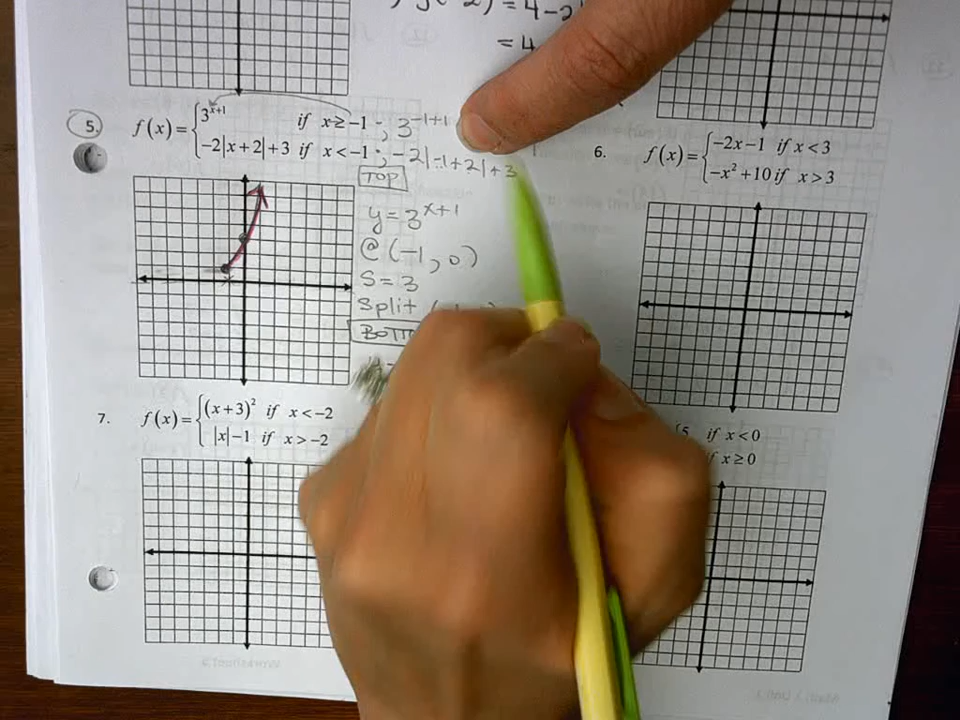 = 4
5. f(x) = { 3^{x+1} if x ≥ -1 ; 3^{-1+1}
-2|x+2|+3 if x < -1 ; -2|-1+2|+3
TOP
y = 3^{x+1}
@ (-1, 0)
S = 3
Split (
6. f(x) = { -2x-1 if x < 3
-x²+10 if x > 3
7. f(x) = { (x+3)² if x < -2
|x|-1 if x > -2
5 if x < 0
if x ≥ 0